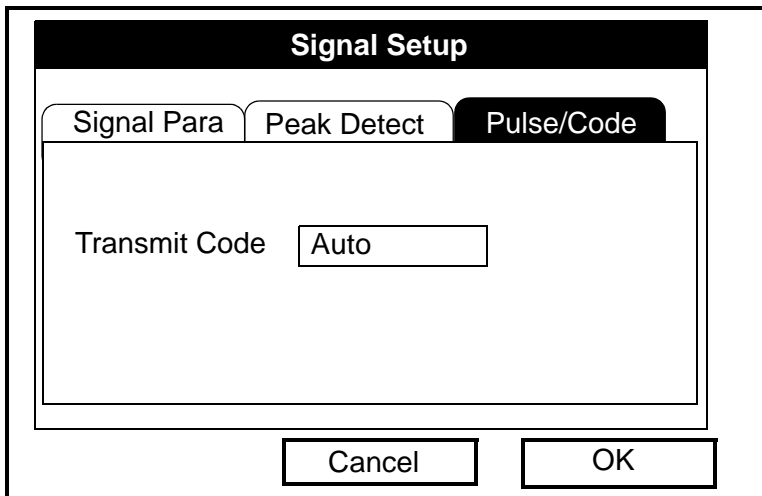 Signal Setup
Signal Para Peak Detect Pulse/Code
Transmit Code Auto
Cancel OK